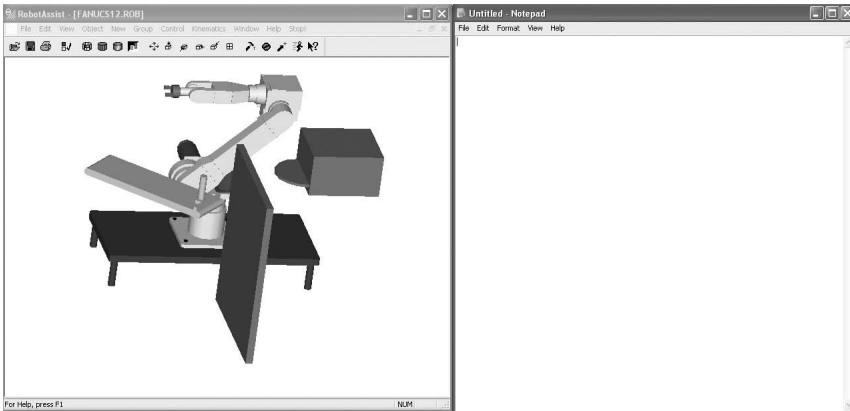 RobotAssist - [FANUCS12.ROB]
File Edit View Object New Group Control Kinematics Window Help Stop!
For Help, press F1
NUM
Untitled - Notepad
File Edit Format View Help